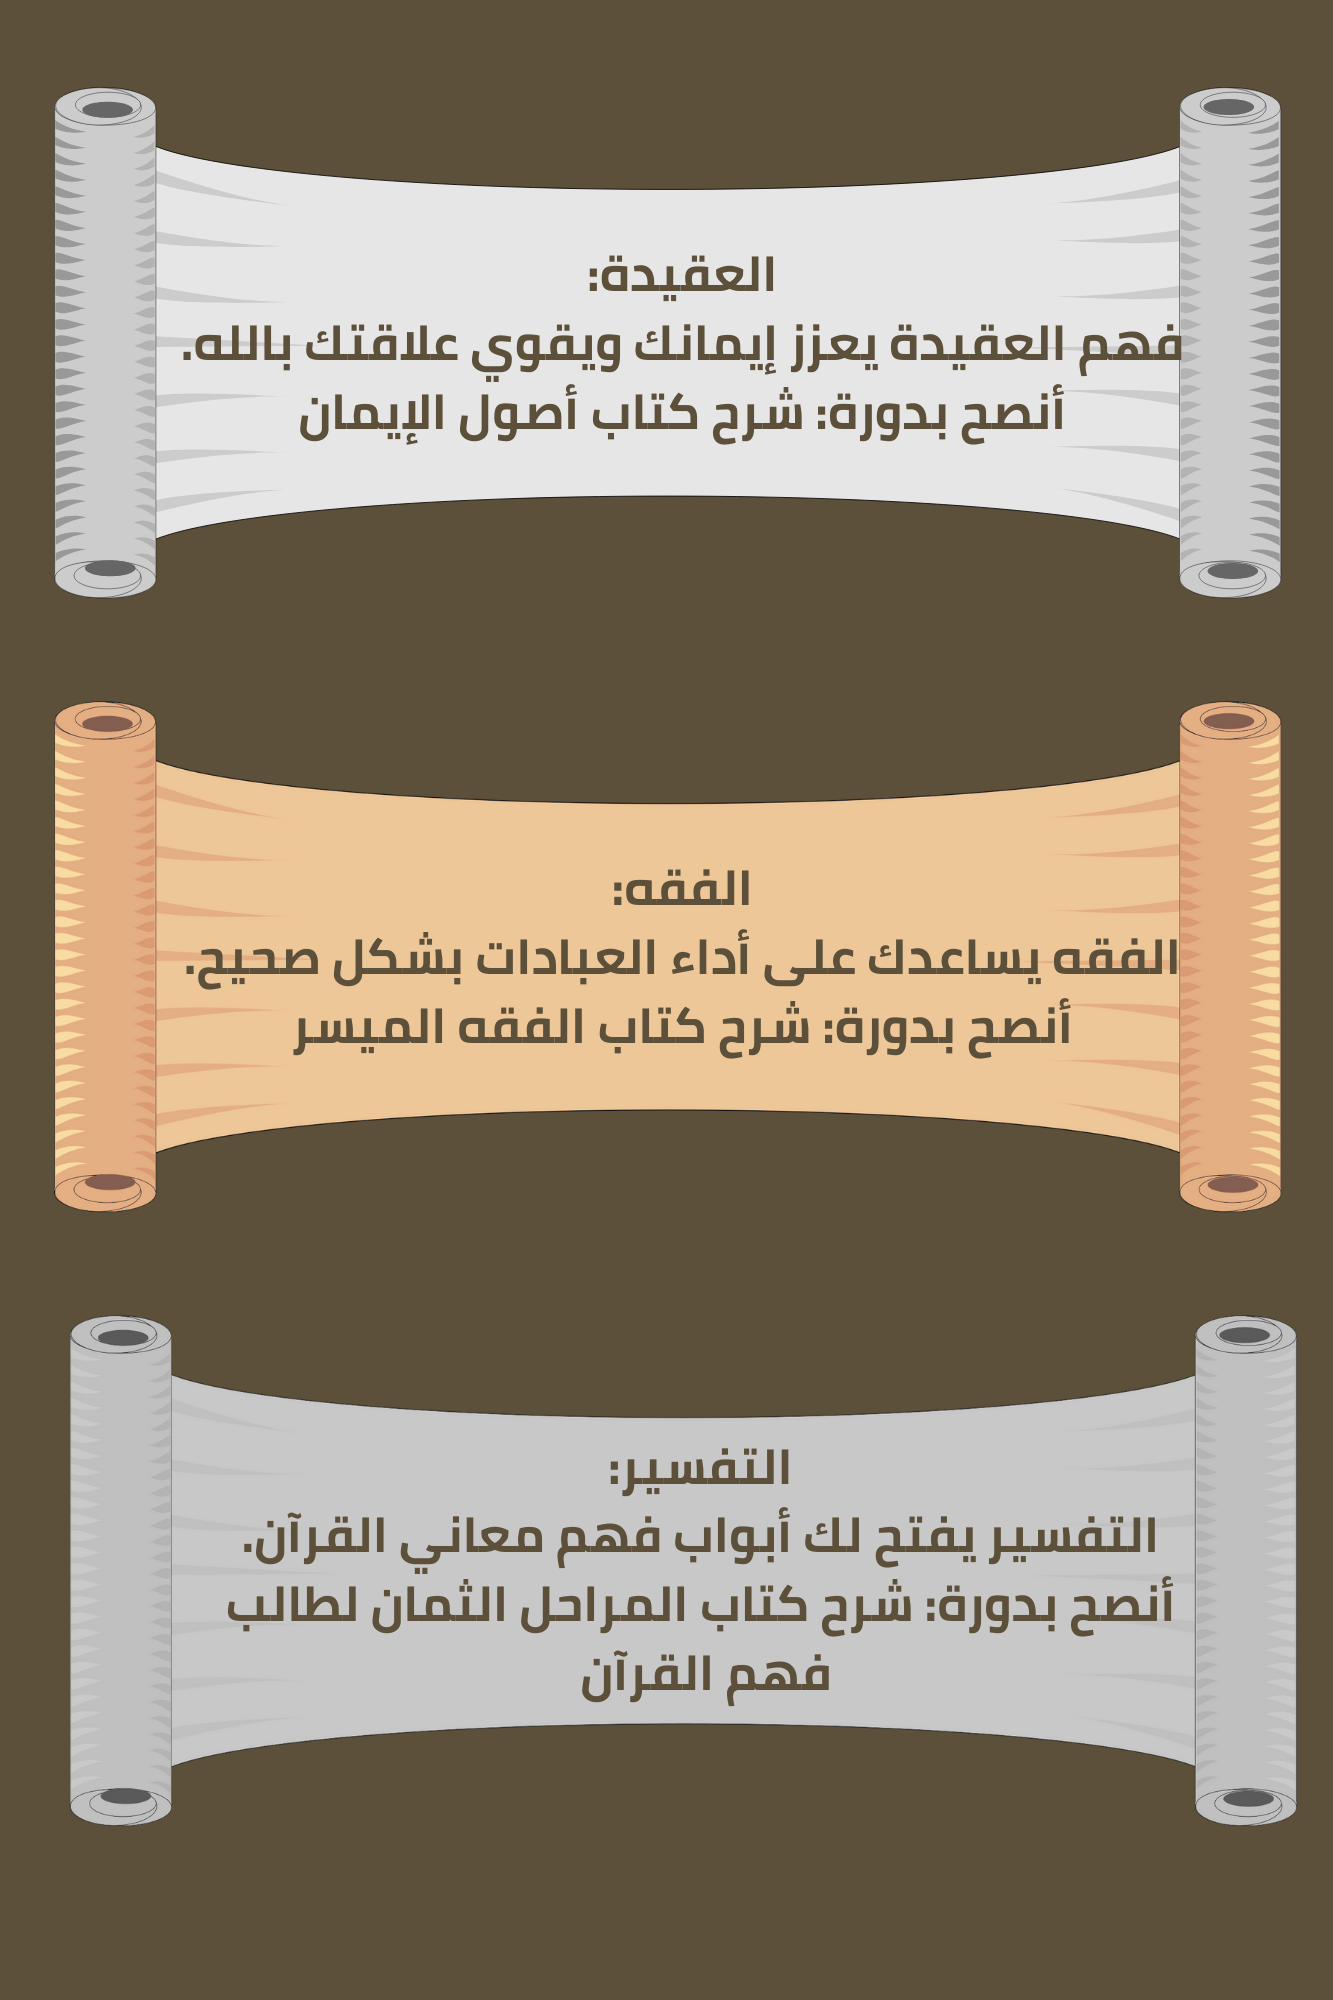 العقيدة:
فهم العقيدة يعزز إيمانك ويقوي علاقتك بالله.
أنصح بدورة: شرح كتاب أصول الإيمان
الفقه:
الفقه يساعدك على أداء العبادات بشكل صحيح.
أنصح بدورة: شرح كتاب الفقه الميسر
التفسير:
التفسير يفتح لك أبواب فهم معاني القرآن.
أنصح بدورة: شرح كتاب المراحل الثمان لطالب
فهم القرآن